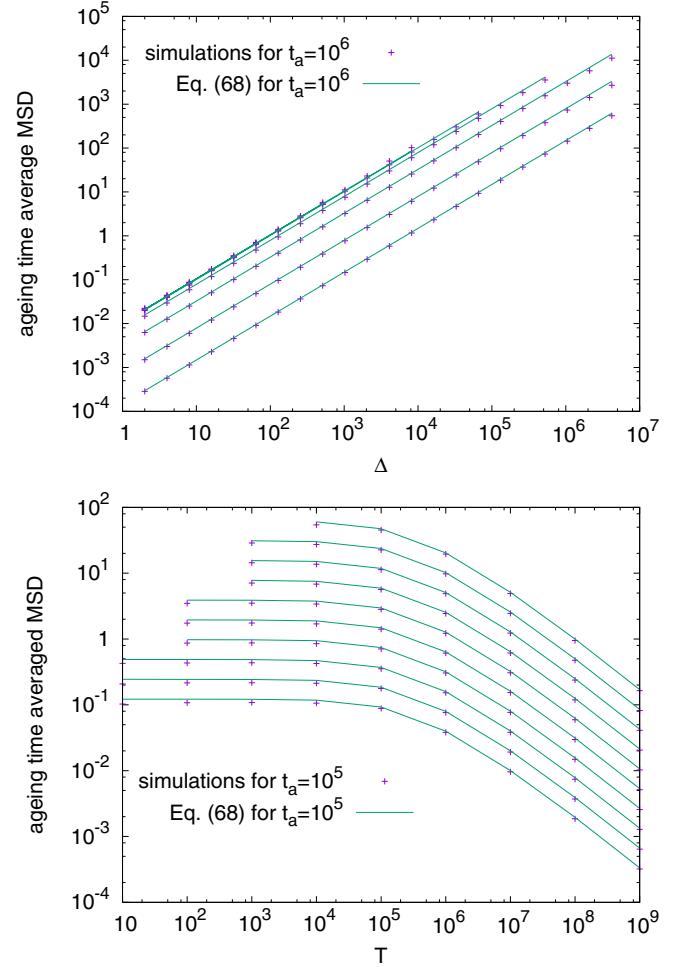 10^5
10^4
10^3
10^2
10^1
1
10^-1
10^-2
10^-3
10^-4
ageing time average MSD
simulations for t_a=10^6
Eq. (68) for t_a=10^6
1 10 10^2 10^3 10^4 10^5 10^6 10^7
Δ
10^2
10^1
1
10^-1
10^-2
10^-3
10^-4
ageing time averaged MSD
simulations for t_a=10^5
Eq. (68) for t_a=10^5
10 10^2 10^3 10^4 10^5 10^6 10^7 10^8 10^9
T